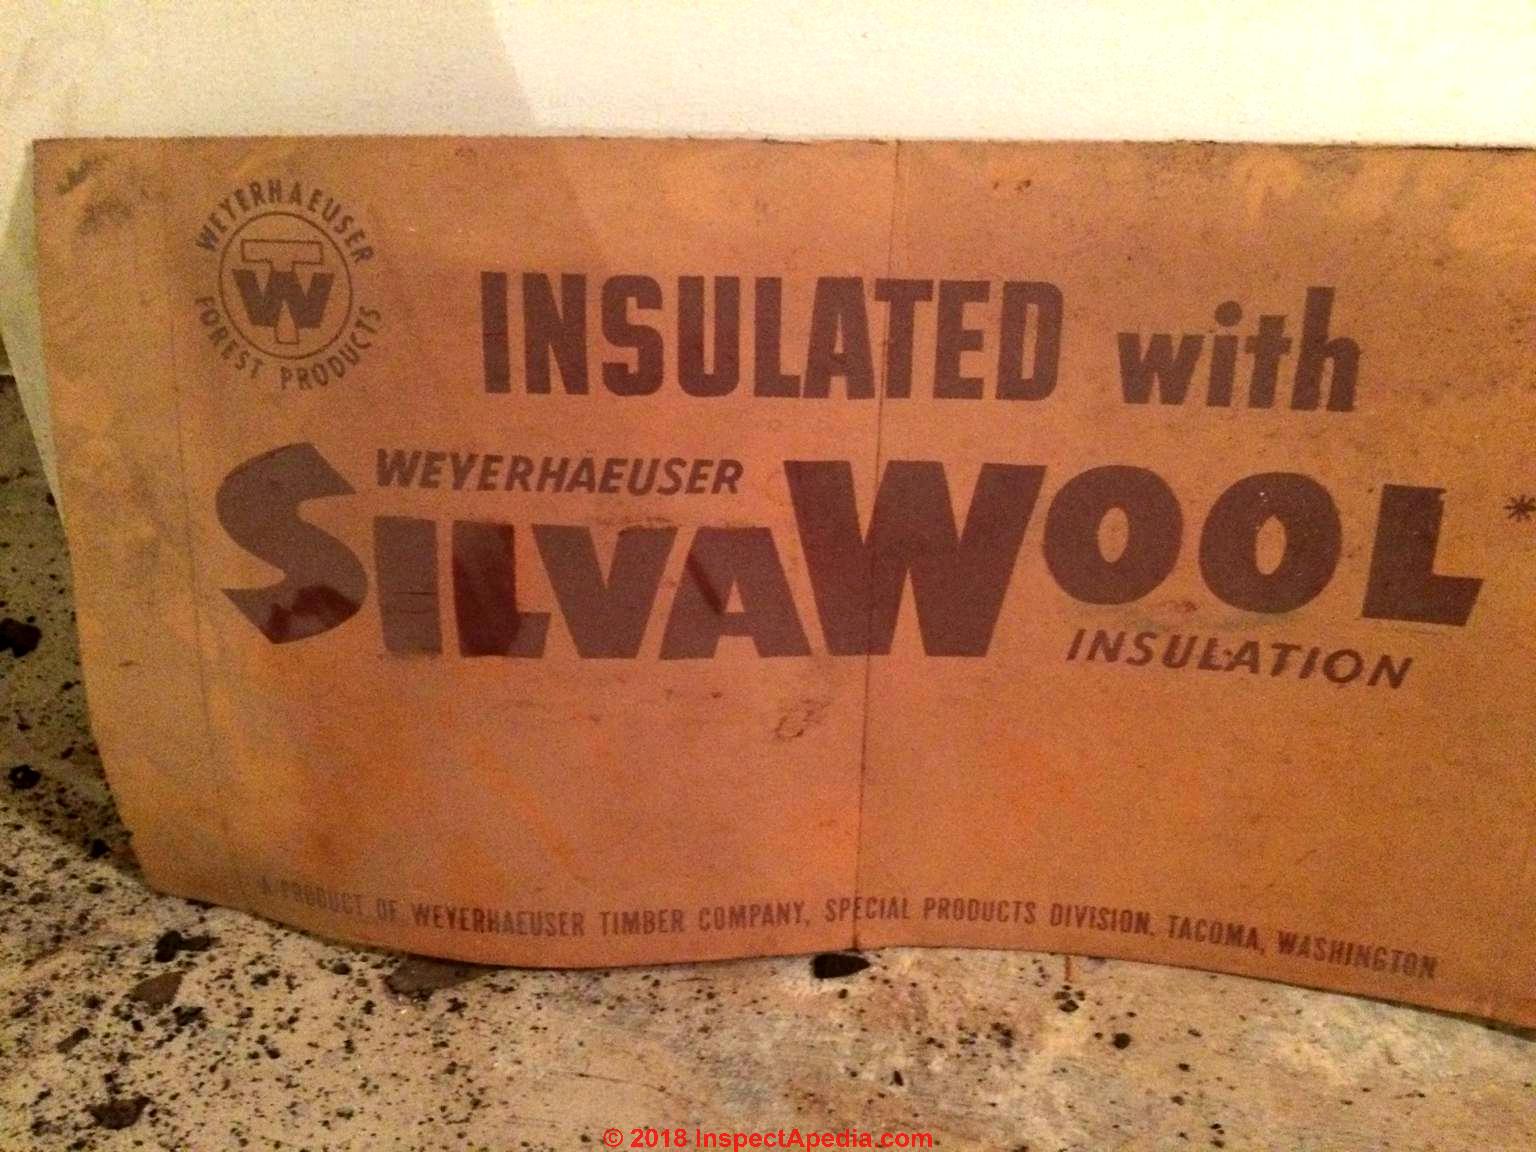 WEYERHAEUSER
TW
FOREST PRODUCTS
INSULATED with
WEYERHAEUSER
SILVAWOOL*
INSULATION
A PRODUCT OF WEYERHAEUSER TIMBER COMPANY, SPECIAL PRODUCTS DIVISION, TACOMA, WASHINGTON
© 2018 InspectApedia.com